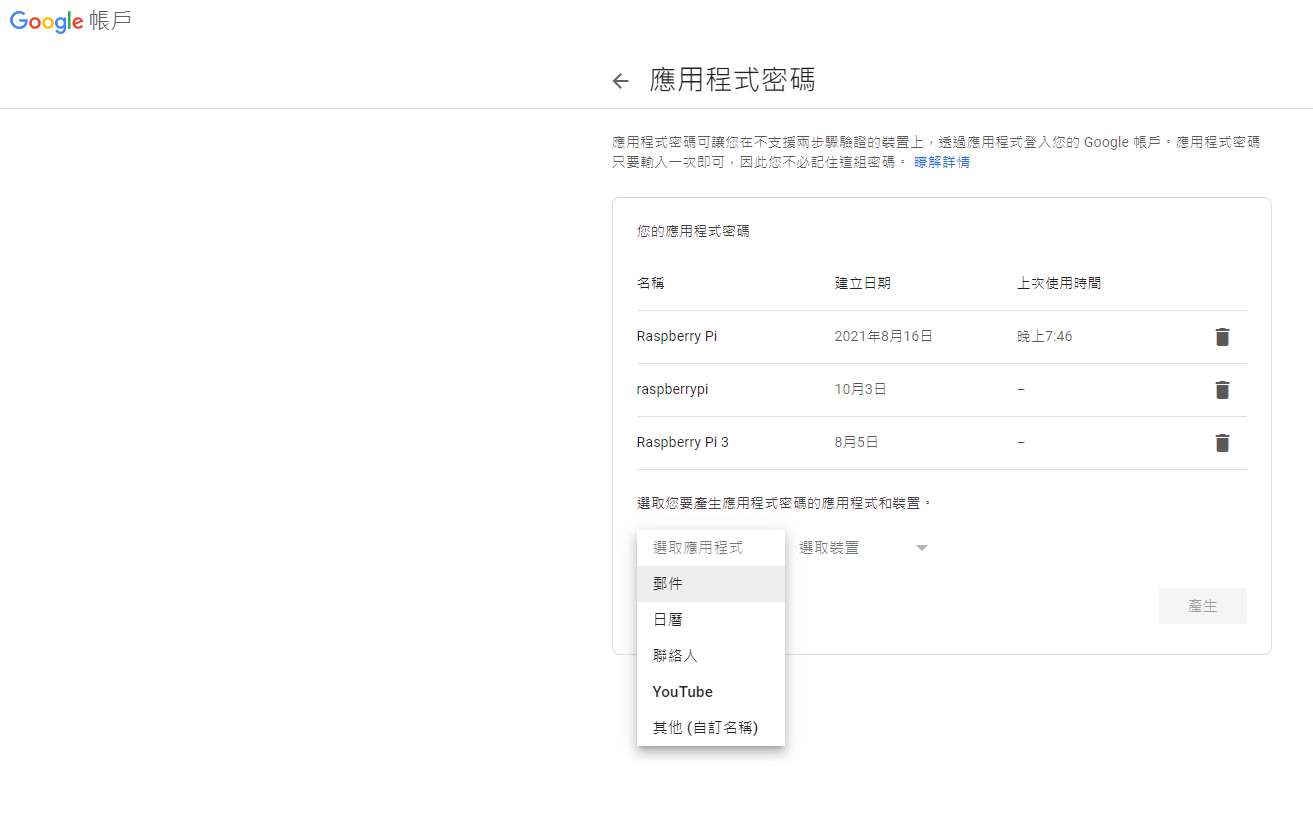 Google 帳戶
應用程式密碼
應用程式密碼可讓您在不支援兩步驟驗證的裝置上，透過應用程式登入您的 Google 帳戶。應用程式密碼
只要輸入一次即可，因此您不必記住這組密碼。 瞭解詳情
您的應用程式密碼
名稱 建立日期 上次使用時間
Raspberry Pi 2021年8月16日 晚上7:46
raspberrypi 10月3日 –
Raspberry Pi 3 8月5日 –
選取您要產生應用程式密碼的應用程式和裝置。
選取應用程式 選取裝置
郵件
產生
日曆
聯絡人
YouTube
其他 (自訂名稱)